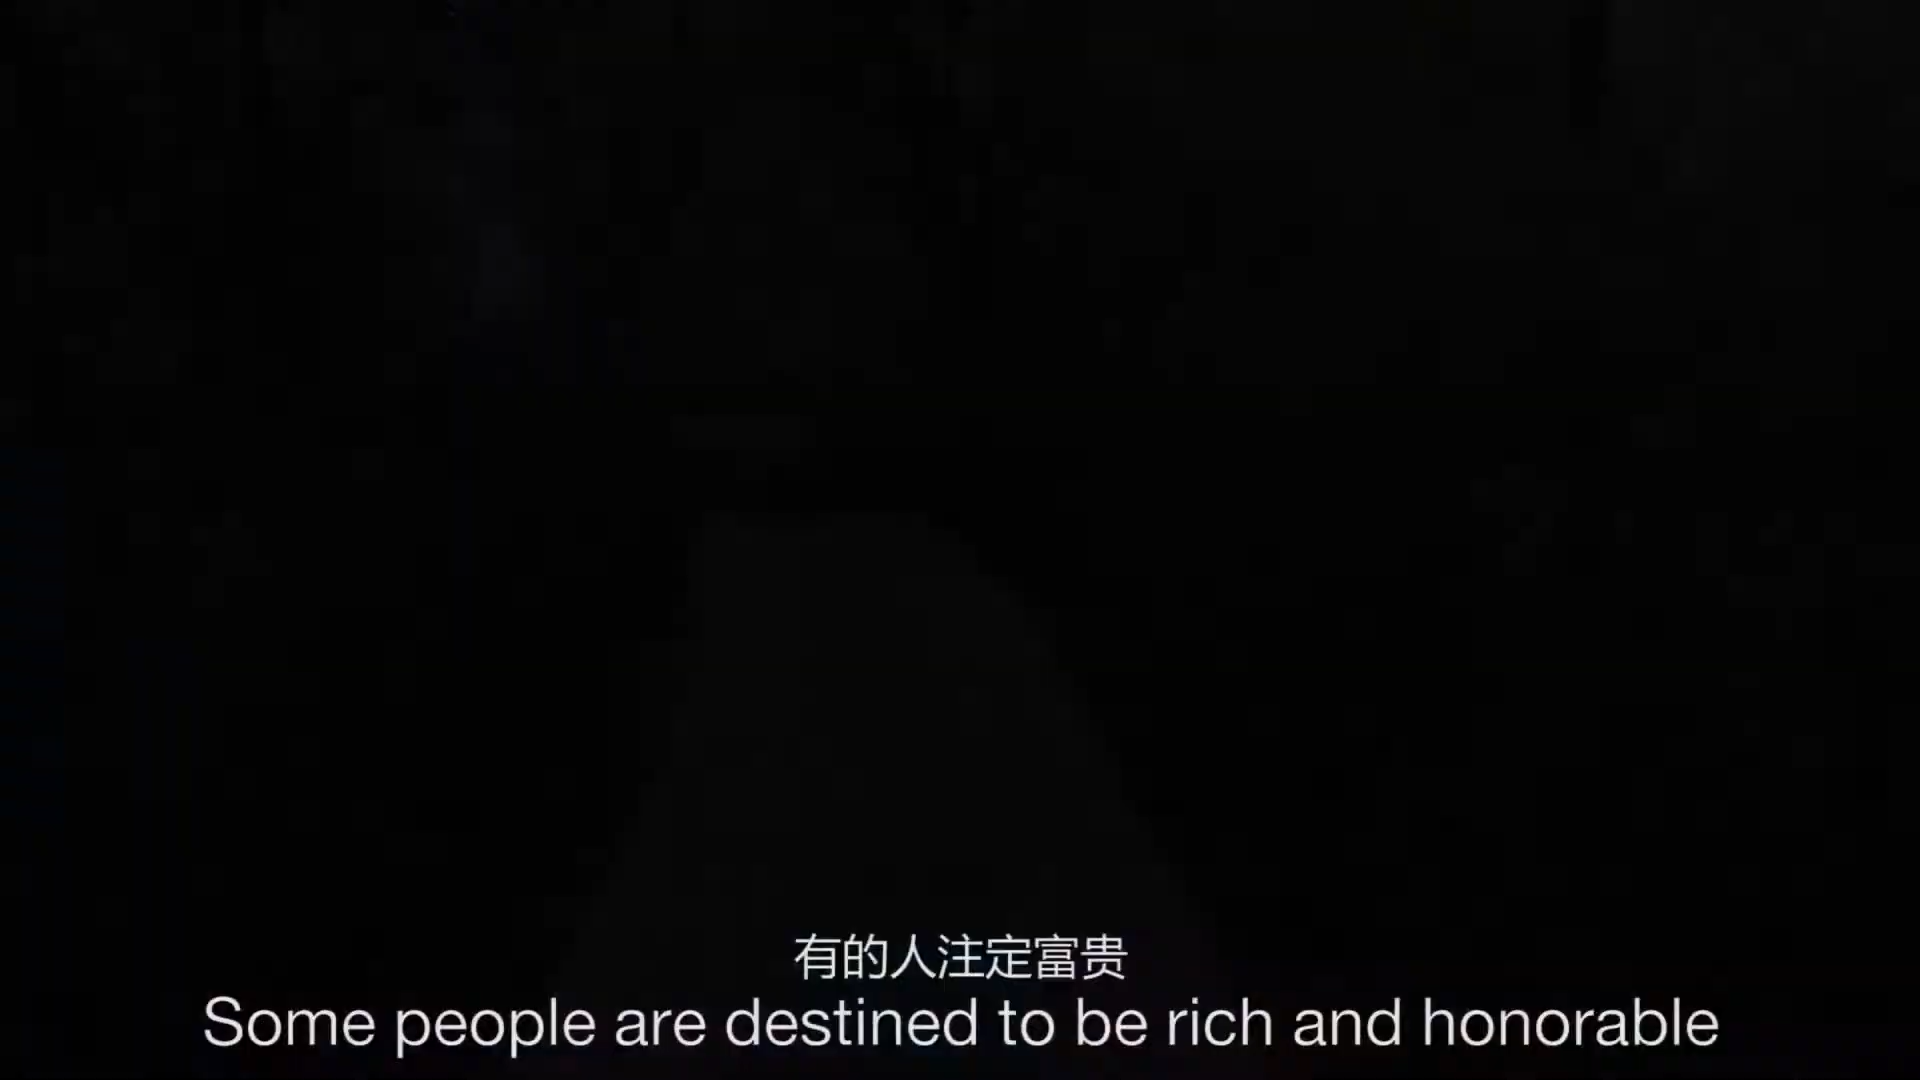 有的人注定富贵
Some people are destined to be rich and honorable